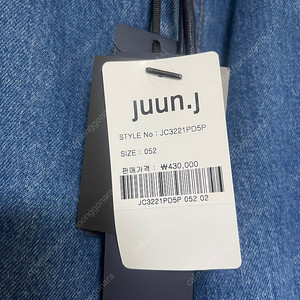 juun.j
STYLE No : JC3221PD5P
SIZE : 052
판매가격 : ₩430,000
JC3221PD5P 052 02